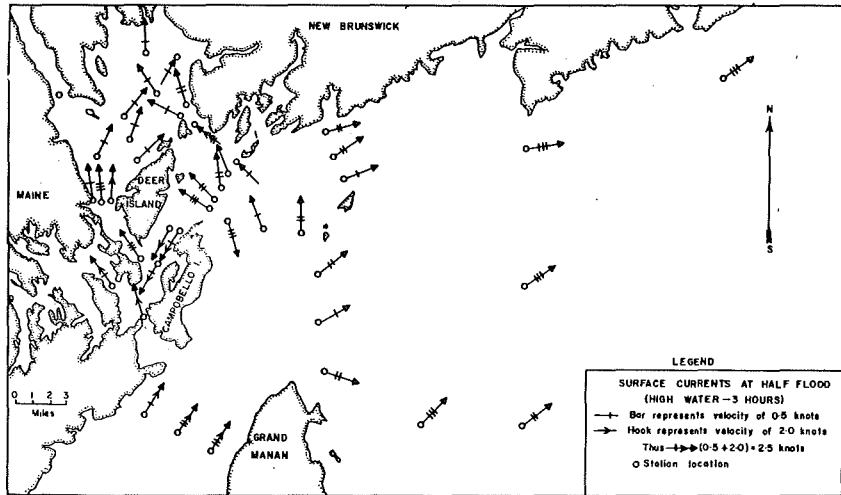 NEW BRUNSWICK
N
MAINE
DEER
ISLAND
S
CAMPOBELLO
0 1 2 3
Miles
GRAND
MANAN
LEGEND
SURFACE CURRENTS AT HALF FLOOD
(HIGH WATER – 3 HOURS)
Bar represents velocity of 0·5 knots
Hook represents velocity of 2·0 knots
Thus (0·5 + 2·0) = 2·5 knots
Station location